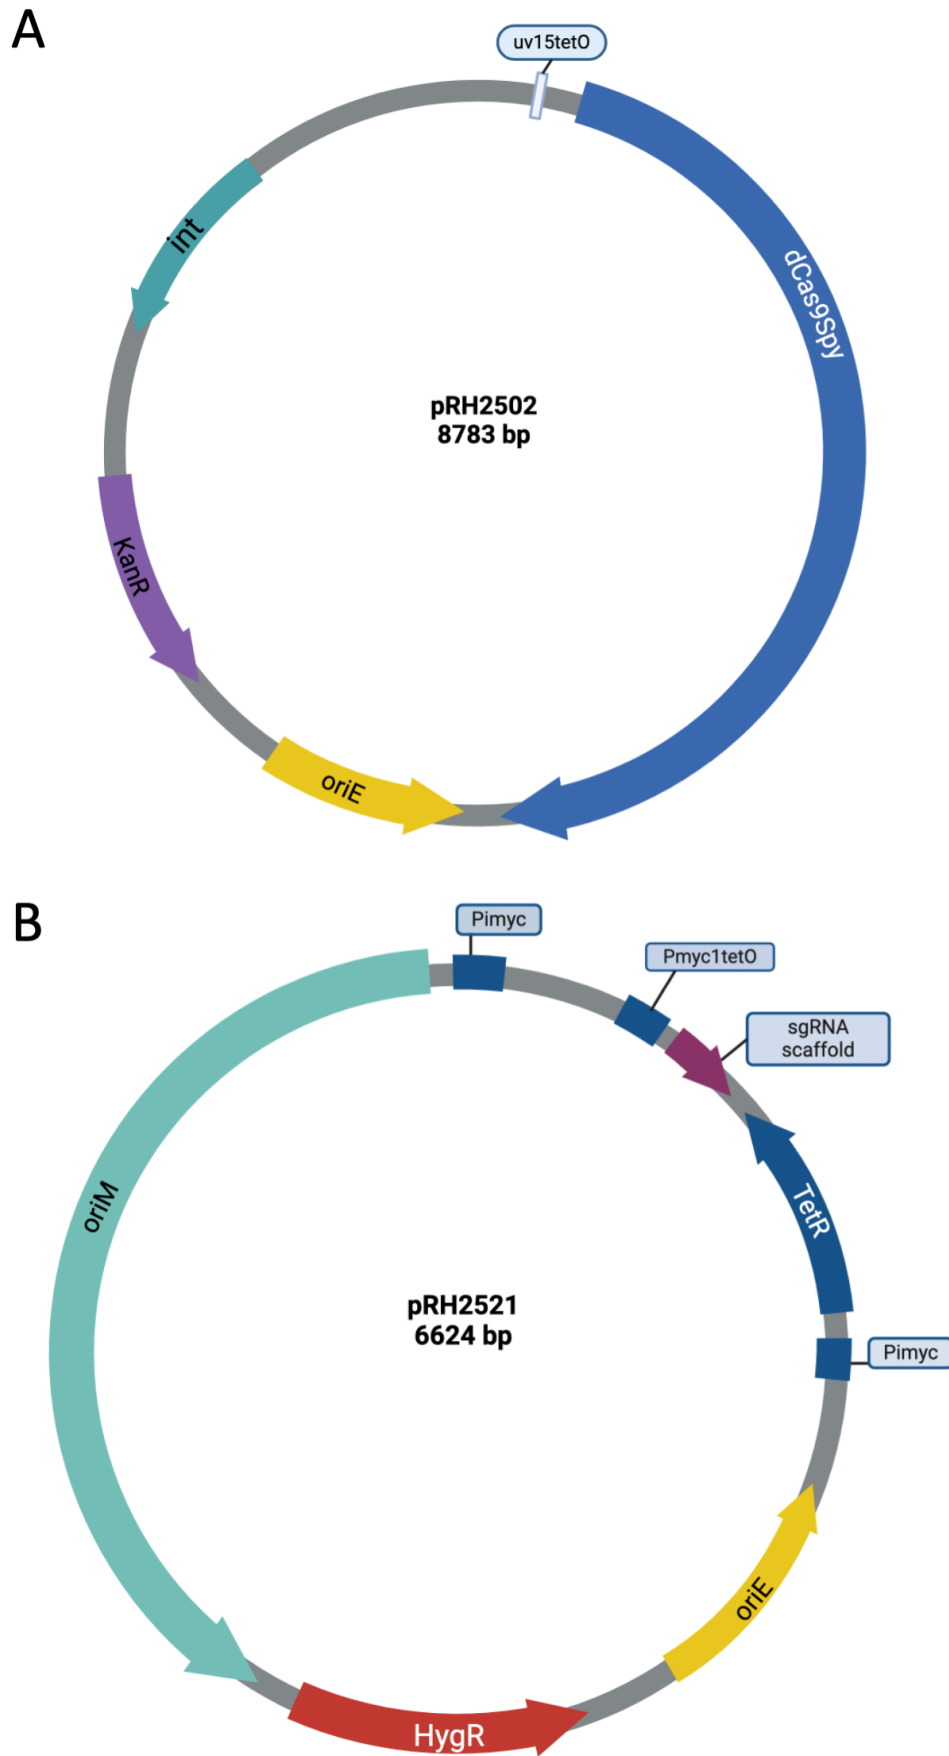 A
uv15tetO
int
dCas9Spy
pRH2502
8783 bp
KanR
oriE
B
Pimyc
Pmyc1tetO
sgRNA
scaffold
TetR
oriM
pRH2521
6624 bp
Pimyc
oriE
HygR